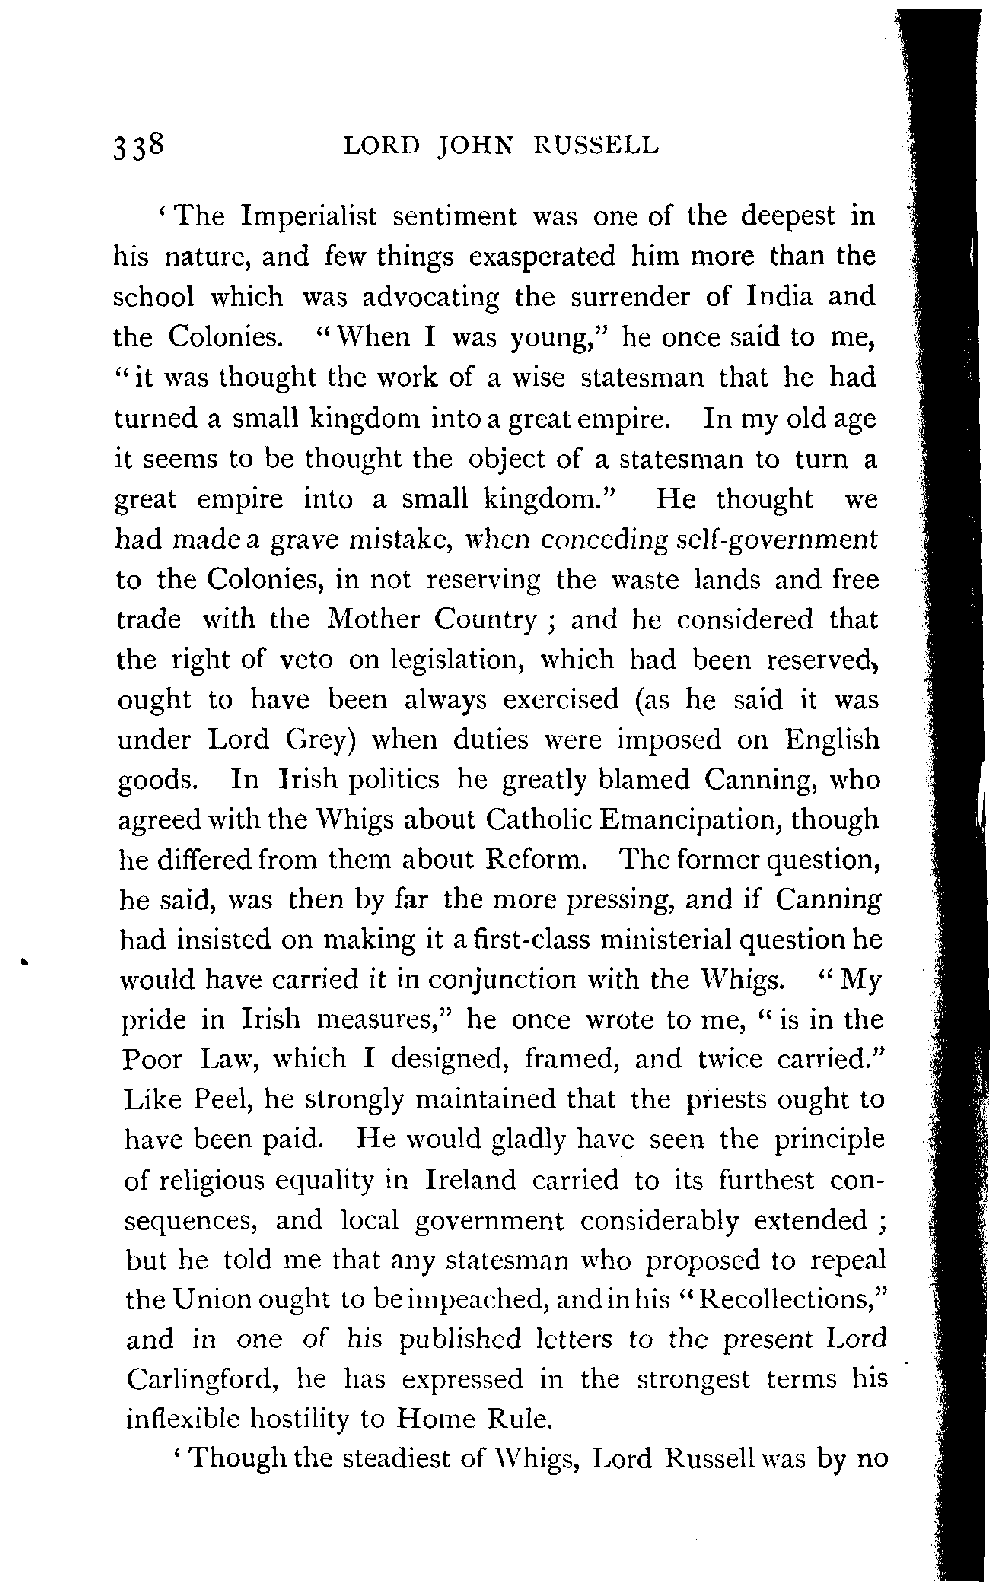 338 LORD JOHN RUSSELL
‘ The Imperialist sentiment was one of the deepest in
his nature, and few things exasperated him more than the
school which was advocating the surrender of India and
the Colonies. “ When I was young,” he once said to me,
“ it was thought the work of a wise statesman that he had
turned a small kingdom into a great empire. In my old age
it seems to be thought the object of a statesman to turn a
great empire into a small kingdom.” He thought we
had made a grave mistake, when conceding self-government
to the Colonies, in not reserving the waste lands and free
trade with the Mother Country ; and he considered that
the right of veto on legislation, which had been reserved,
ought to have been always exercised (as he said it was
under Lord Grey) when duties were imposed on English
goods. In Irish politics he greatly blamed Canning, who
agreed with the Whigs about Catholic Emancipation, though
he differed from them about Reform. The former question,
he said, was then by far the more pressing, and if Canning
had insisted on making it a first-class ministerial question he
would have carried it in conjunction with the Whigs. “ My
pride in Irish measures,” he once wrote to me, “ is in the
Poor Law, which I designed, framed, and twice carried.”
Like Peel, he strongly maintained that the priests ought to
have been paid. He would gladly have seen the principle
of religious equality in Ireland carried to its furthest con-
sequences, and local government considerably extended ;
but he told me that any statesman who proposed to repeal
the Union ought to be impeached, and in his “ Recollections,”
and in one of his published letters to the present Lord
Carlingford, he has expressed in the strongest terms his
inflexible hostility to Home Rule.
‘ Though the steadiest of Whigs, Lord Russell was by no